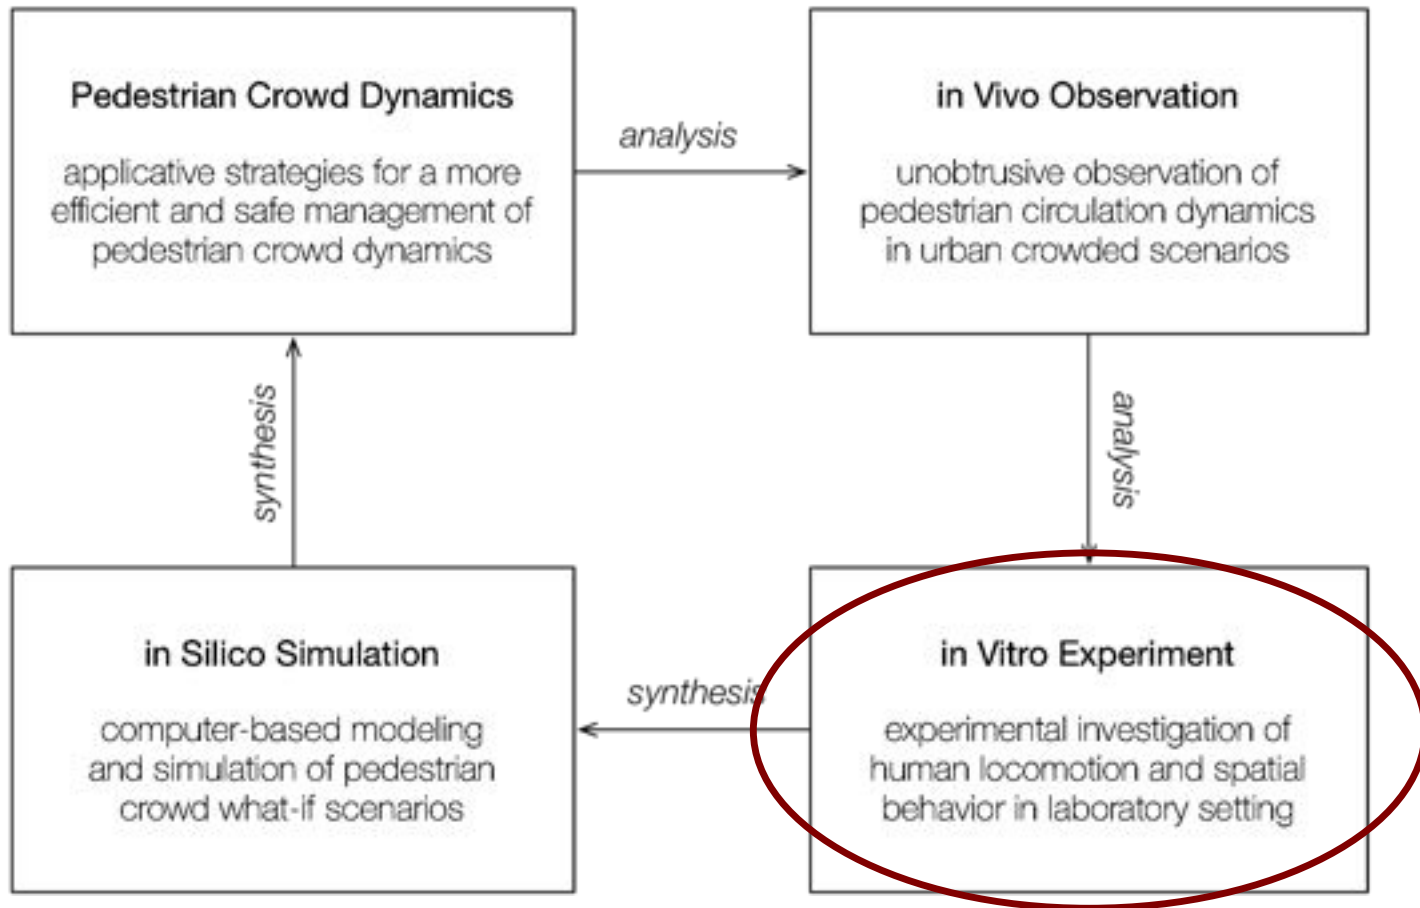 Pedestrian Crowd Dynamics
applicative strategies for a more
efficient and safe management of
pedestrian crowd dynamics
analysis
in Vivo Observation
unobtrusive observation of
pedestrian circulation dynamics
in urban crowded scenarios
synthesis
analysis
in Silico Simulation
computer-based modeling
and simulation of pedestrian
crowd what-if scenarios
synthesis
in Vitro Experiment
experimental investigation of
human locomotion and spatial
behavior in laboratory setting